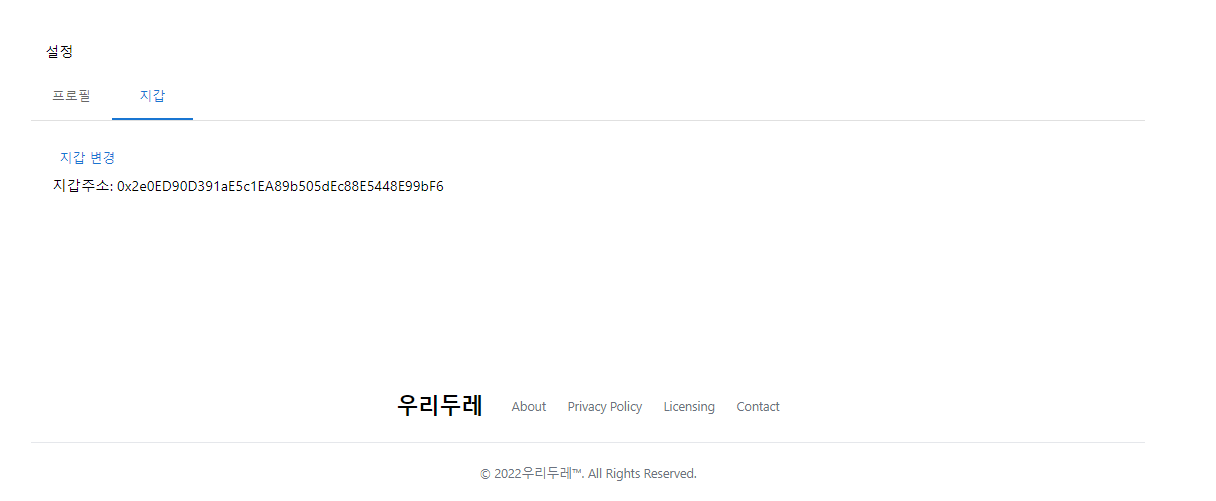 설정
프로필 지갑
지갑 변경
지갑주소: 0x2e0ED90D391aE5c1EA89b505dEc88E5448E99bF6
우리두레 About Privacy Policy Licensing Contact
© 2022우리두레™. All Rights Reserved.